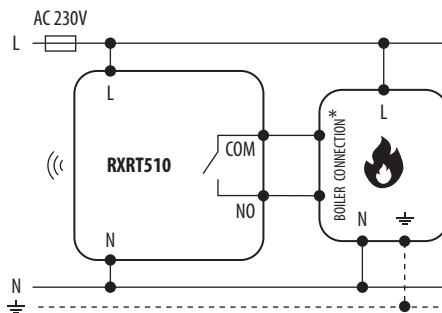 AC 230V
L
L
L
RXRT510
COM
NO
BOILER CONNECTION*
N
N
N